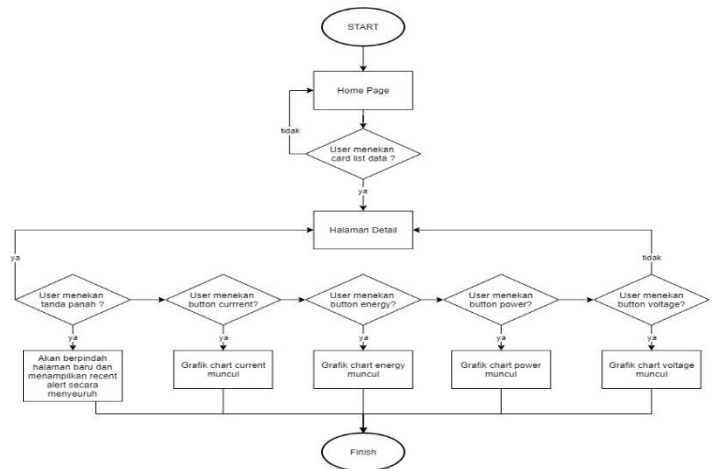 START
Home Page
tidak
User menekan
card list data ?
ya
Halaman Detail
ya
tidak
User menekan
tanda panah ?
User menekan
button currrent?
User menekan
button energy?
User menekan
button power?
User menekan
button voltage?
ya
ya
ya
ya
ya
Akan berpindah
halaman baru dan
menampilkan recent
alert secara
menyeuruh
Grafik chart current
muncul
Grafik chart energy
muncul
Grafik chart power
muncul
Grafik chart voltage
muncul
Finish